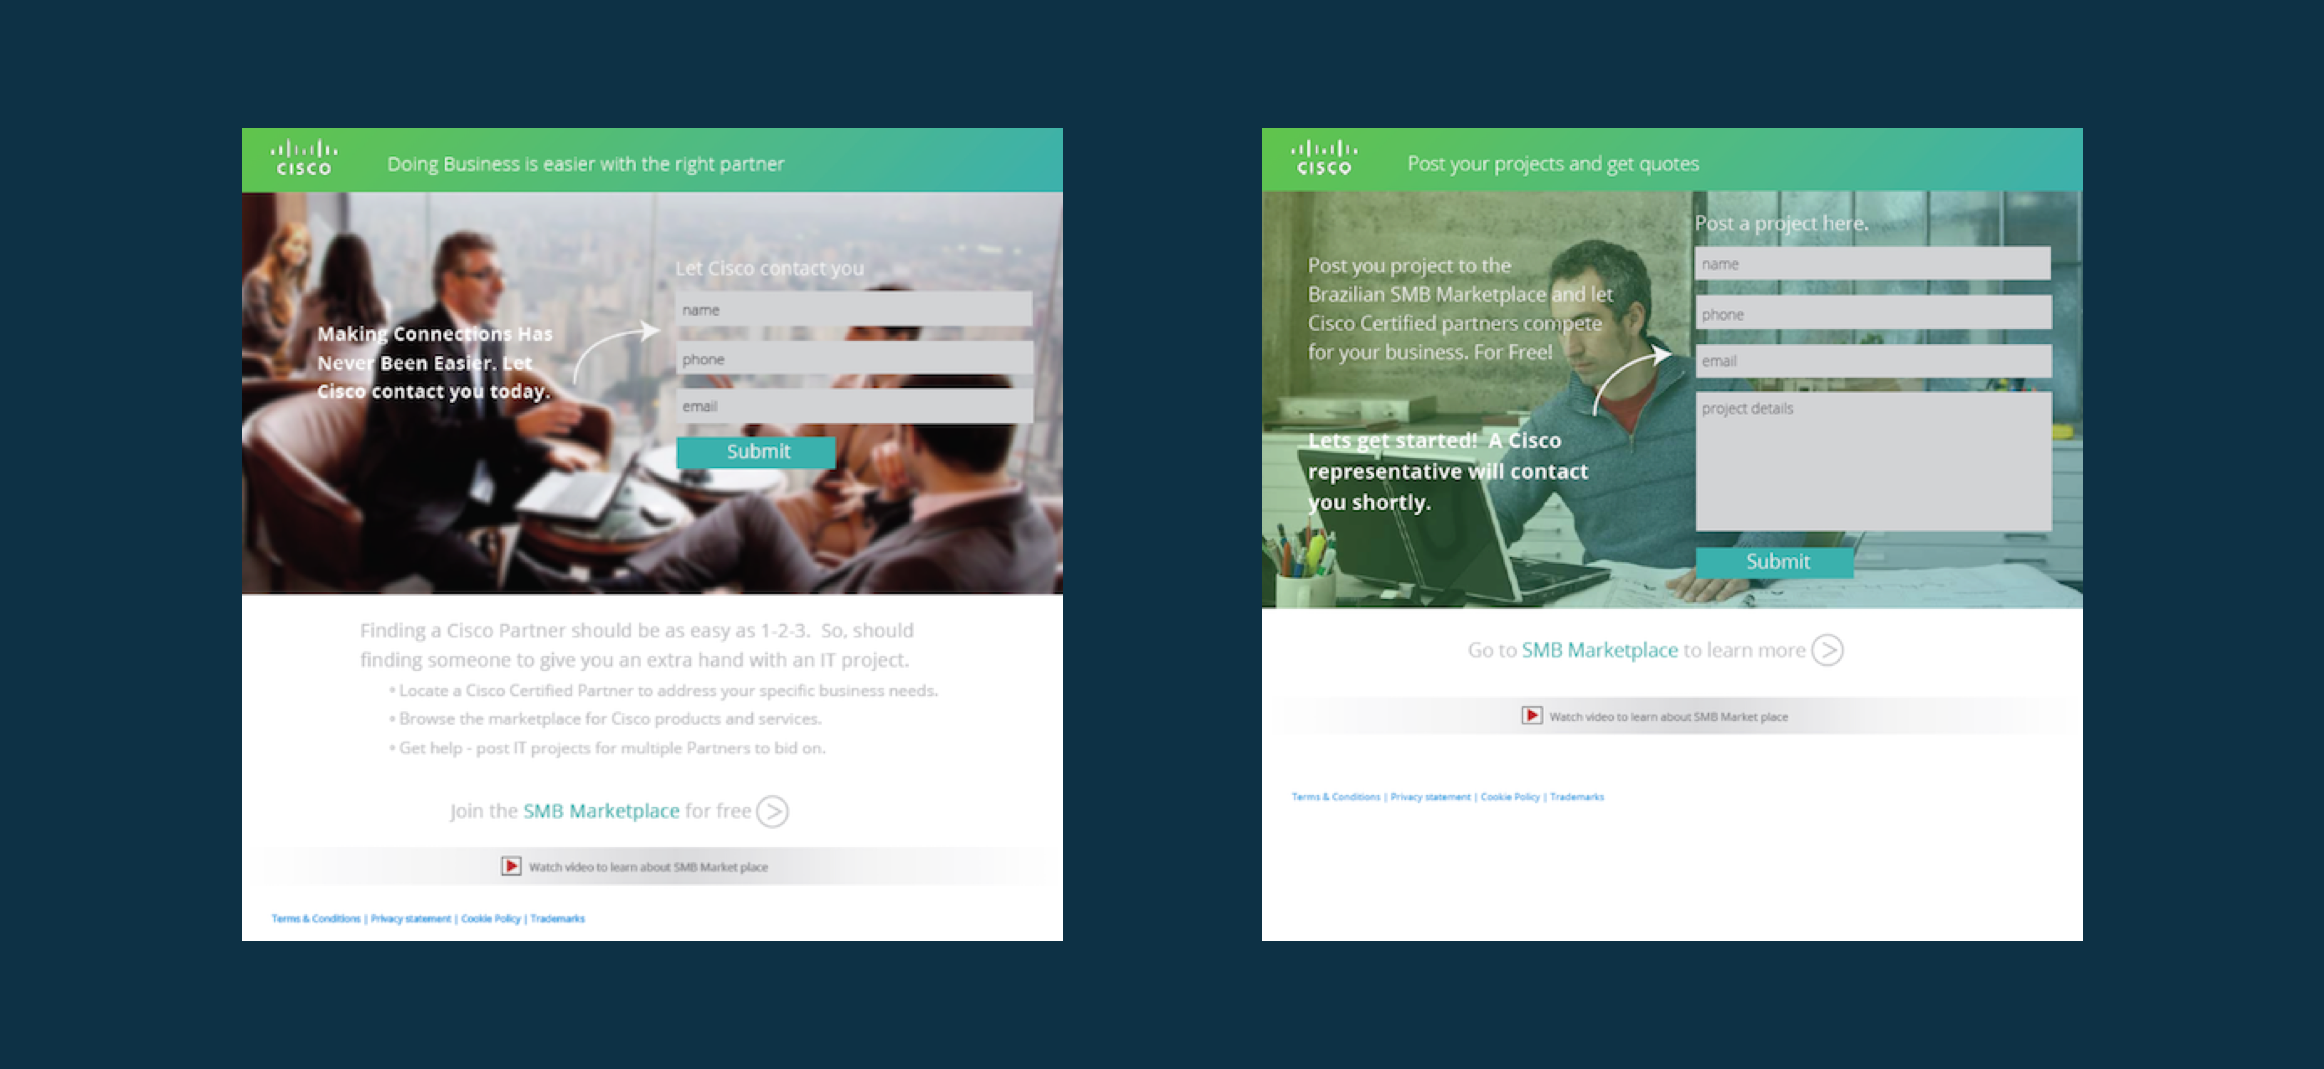 CISCO
Doing Business is easier with the right partner
Let Cisco contact you
name
phone
email
Submit
Making Connections Has
Never Been Easier. Let
Cisco contact you today.
Finding a Cisco Partner should be as easy as 1-2-3. So, should
finding someone to give you an extra hand with an IT project.
• Locate a Cisco Certified Partner to address your specific business needs.
• Browse the marketplace for Cisco products and services.
• Get help - post IT projects for multiple Partners to bid on.
Join the SMB Marketplace for free >
Watch video to learn about SMB Market place
Terms & Conditions | Privacy statement | Cookie Policy | Trademarks
CISCO
Post your projects and get quotes
Post you project to the
Brazilian SMB Marketplace and let
Cisco Certified partners compete
for your business. For Free!
Lets get started! A Cisco
representative will contact
you shortly.
Post a project here.
name
phone
email
project details
Submit
Go to SMB Marketplace to learn more >
Watch video to learn about SMB Market place
Terms & Conditions | Privacy statement | Cookie Policy | Trademarks